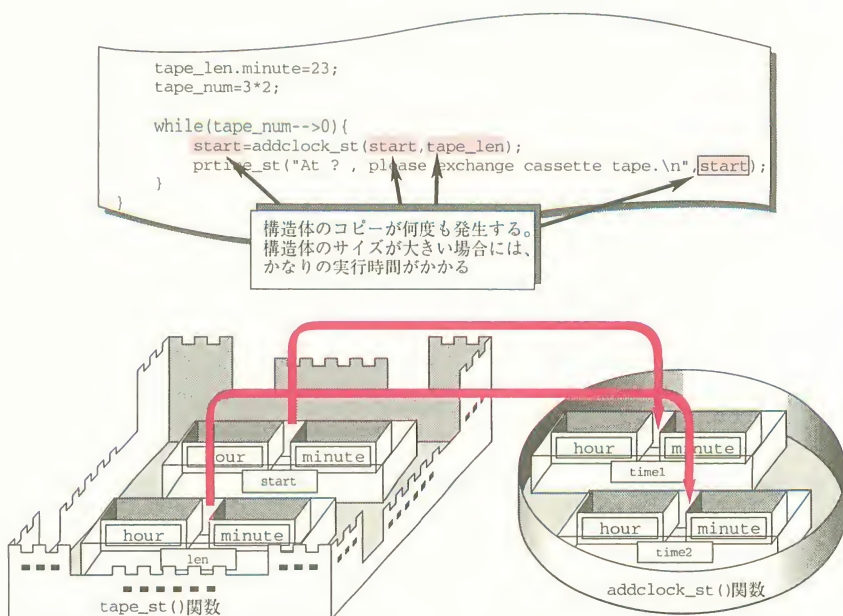 tape_len.minute=23;
tape_num=3*2;
while(tape_num-->0){
start=addclock_st(start,tape_len);
prtime_st("At ? , please exchange cassette tape.\n",start);
}
}
構造体のコピーが何度も発生する。
構造体のサイズが大きい場合には、
かなりの実行時間がかかる
hour minute
start
hour minute
len
tape_st()関数
hour minute
time1
hour minute
time2
addclock_st()関数